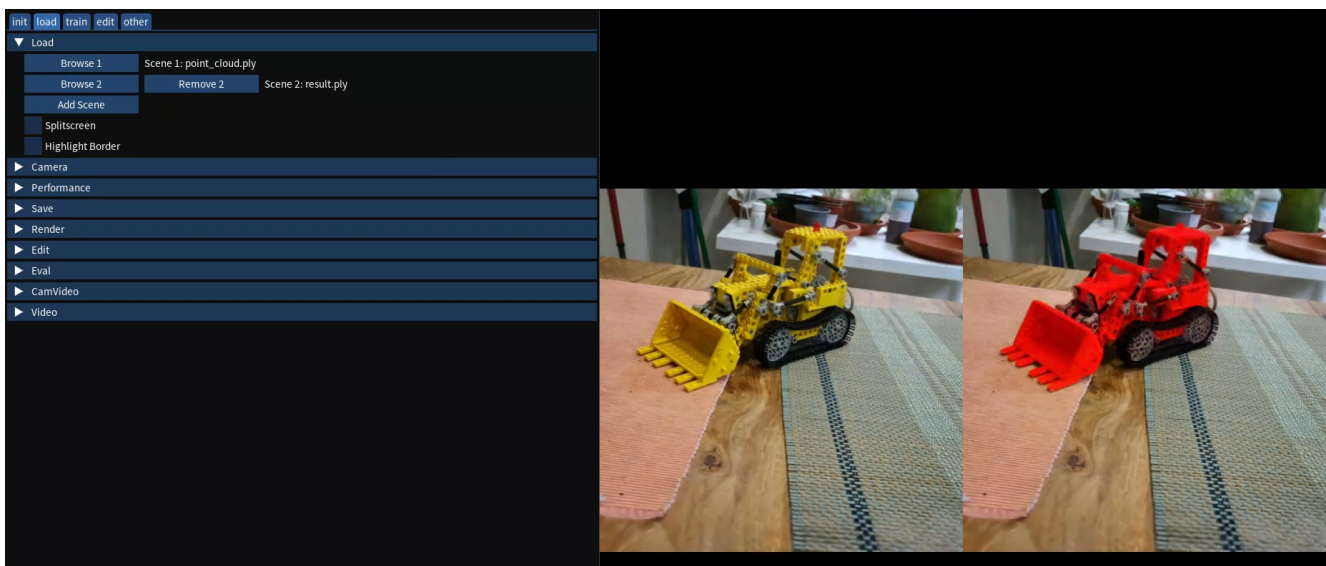 init load train edit other
Load
Browse 1 Scene 1: point_cloud.ply
Browse 2 Remove 2 Scene 2: result.ply
Add Scene
Splitscreen
Highlight Border
Camera
Performance
Save
Render
Edit
Eval
CamVideo
Video